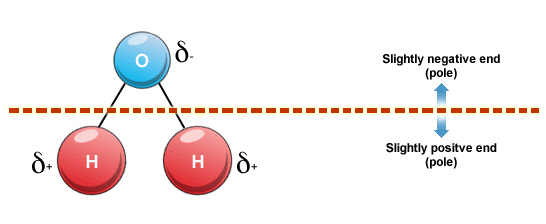 O
δ-
Slightly negative end
(pole)
Slightly positve end
(pole)
δ+
H
H
δ+